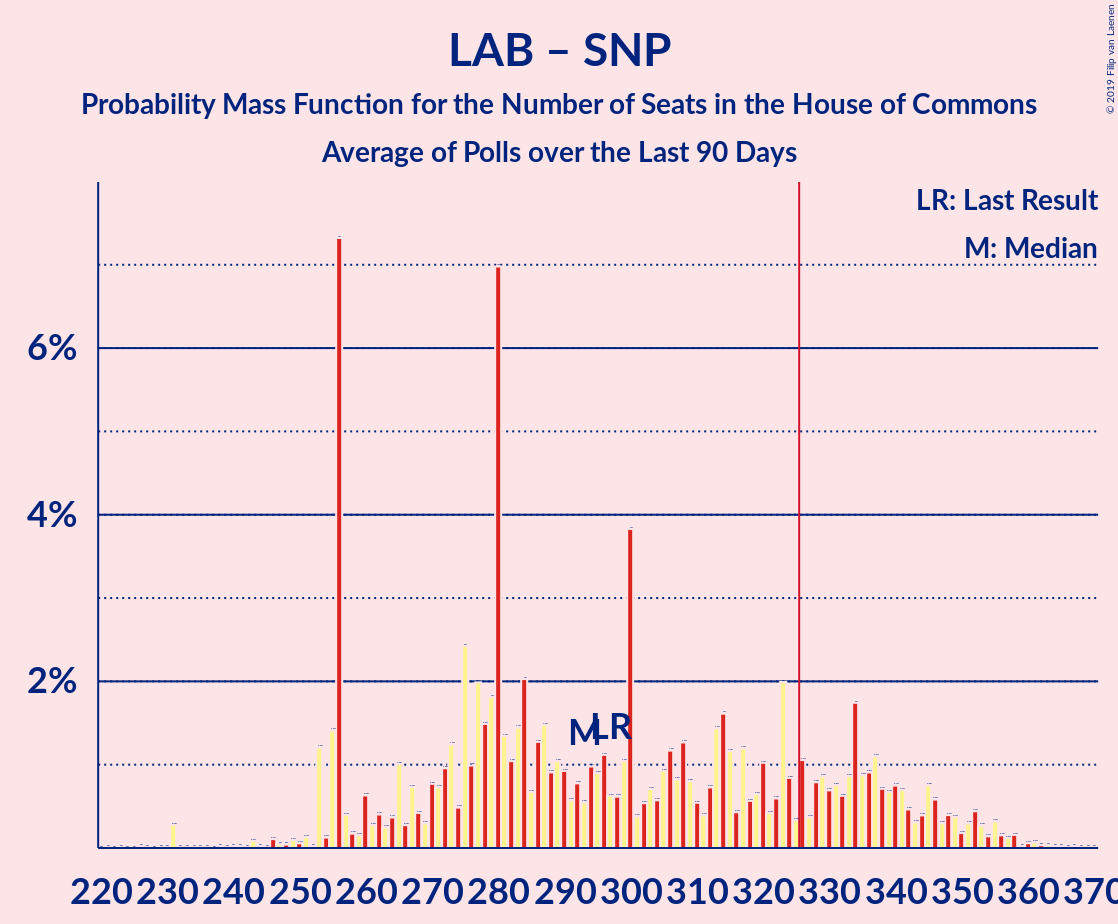 LAB – SNP
Probability Mass Function for the Number of Seats in the House of Commons
Average of Polls over the Last 90 Days
© 2019 Filip van Laenen
LR: Last Result
M: Median
6%
4%
2%
M LR
220 230 240 250 260 270 280 290 300 310 320 330 340 350 360 370